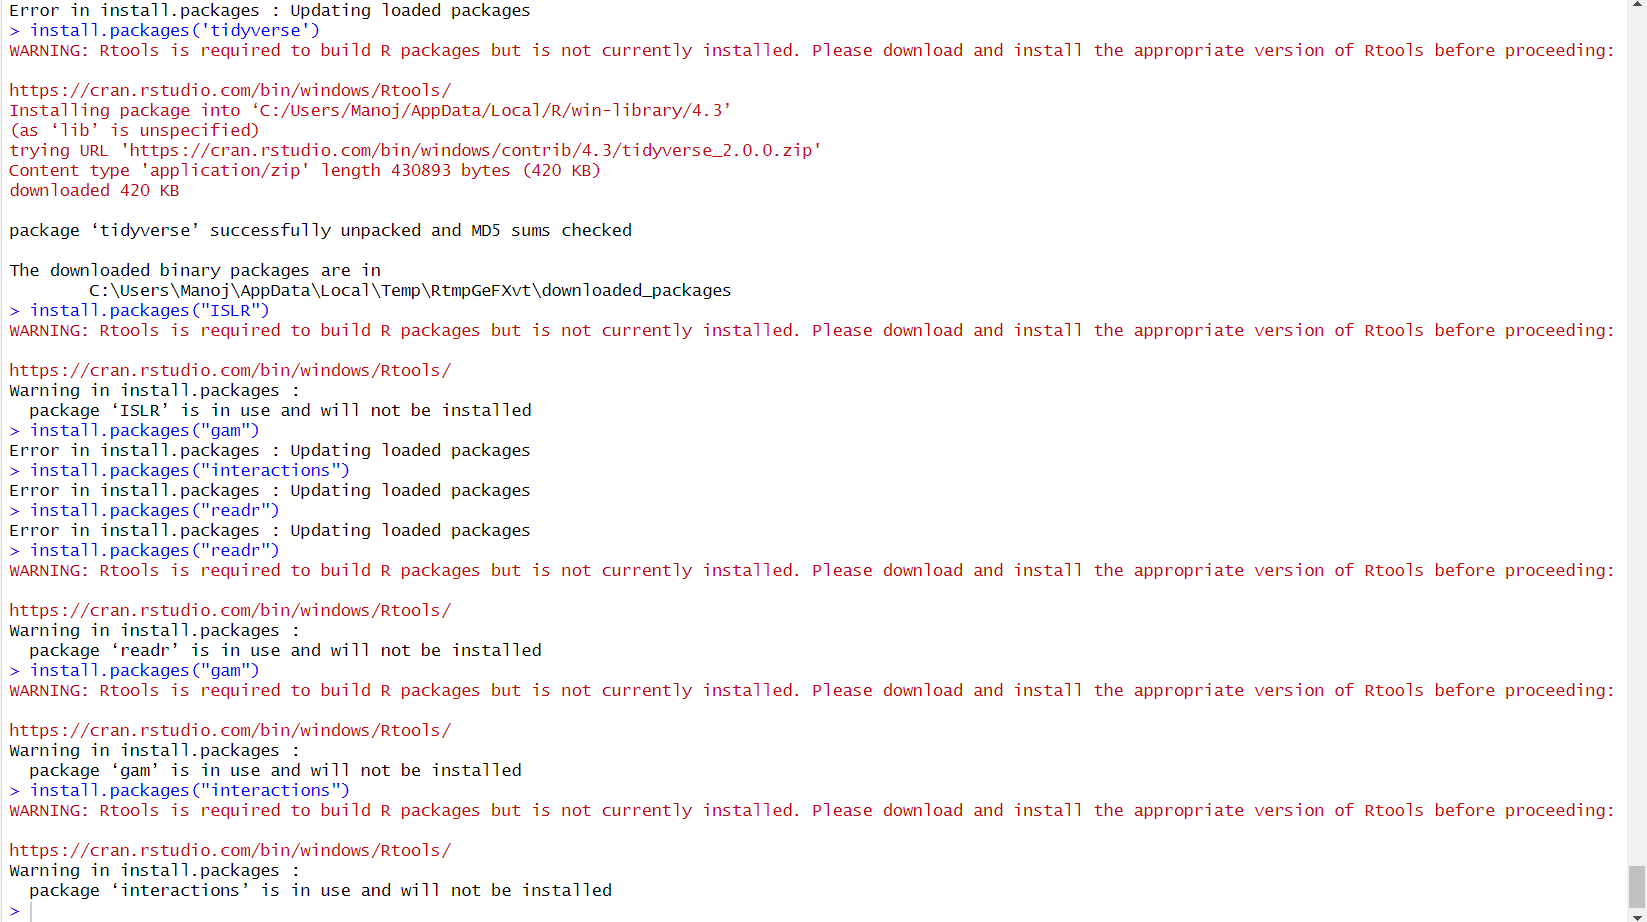 Error in install.packages : Updating loaded packages
> install.packages('tidyverse')
WARNING: Rtools is required to build R packages but is not currently installed. Please download and install the appropriate version of Rtools before proceeding:
https://cran.rstudio.com/bin/windows/Rtools/
Installing package into ‘C:/Users/Manoj/AppData/Local/R/win-library/4.3’
(as ‘lib’ is unspecified)
trying URL 'https://cran.rstudio.com/bin/windows/contrib/4.3/tidyverse_2.0.0.zip'
Content type 'application/zip' length 430893 bytes (420 KB)
downloaded 420 KB
package ‘tidyverse’ successfully unpacked and MD5 sums checked
The downloaded binary packages are in
        C:\Users\Manoj\AppData\Local\Temp\RtmpGeFXvt\downloaded_packages
> install.packages("ISLR")
WARNING: Rtools is required to build R packages but is not currently installed. Please download and install the appropriate version of Rtools before proceeding:
https://cran.rstudio.com/bin/windows/Rtools/
Warning in install.packages :
  package ‘ISLR’ is in use and will not be installed
> install.packages("gam")
Error in install.packages : Updating loaded packages
> install.packages("interactions")
Error in install.packages : Updating loaded packages
> install.packages("readr")
Error in install.packages : Updating loaded packages
> install.packages("readr")
WARNING: Rtools is required to build R packages but is not currently installed. Please download and install the appropriate version of Rtools before proceeding:
https://cran.rstudio.com/bin/windows/Rtools/
Warning in install.packages :
  package ‘readr’ is in use and will not be installed
> install.packages("gam")
WARNING: Rtools is required to build R packages but is not currently installed. Please download and install the appropriate version of Rtools before proceeding:
https://cran.rstudio.com/bin/windows/Rtools/
Warning in install.packages :
  package ‘gam’ is in use and will not be installed
> install.packages("interactions")
WARNING: Rtools is required to build R packages but is not currently installed. Please download and install the appropriate version of Rtools before proceeding:
https://cran.rstudio.com/bin/windows/Rtools/
Warning in install.packages :
  package ‘interactions’ is in use and will not be installed
>